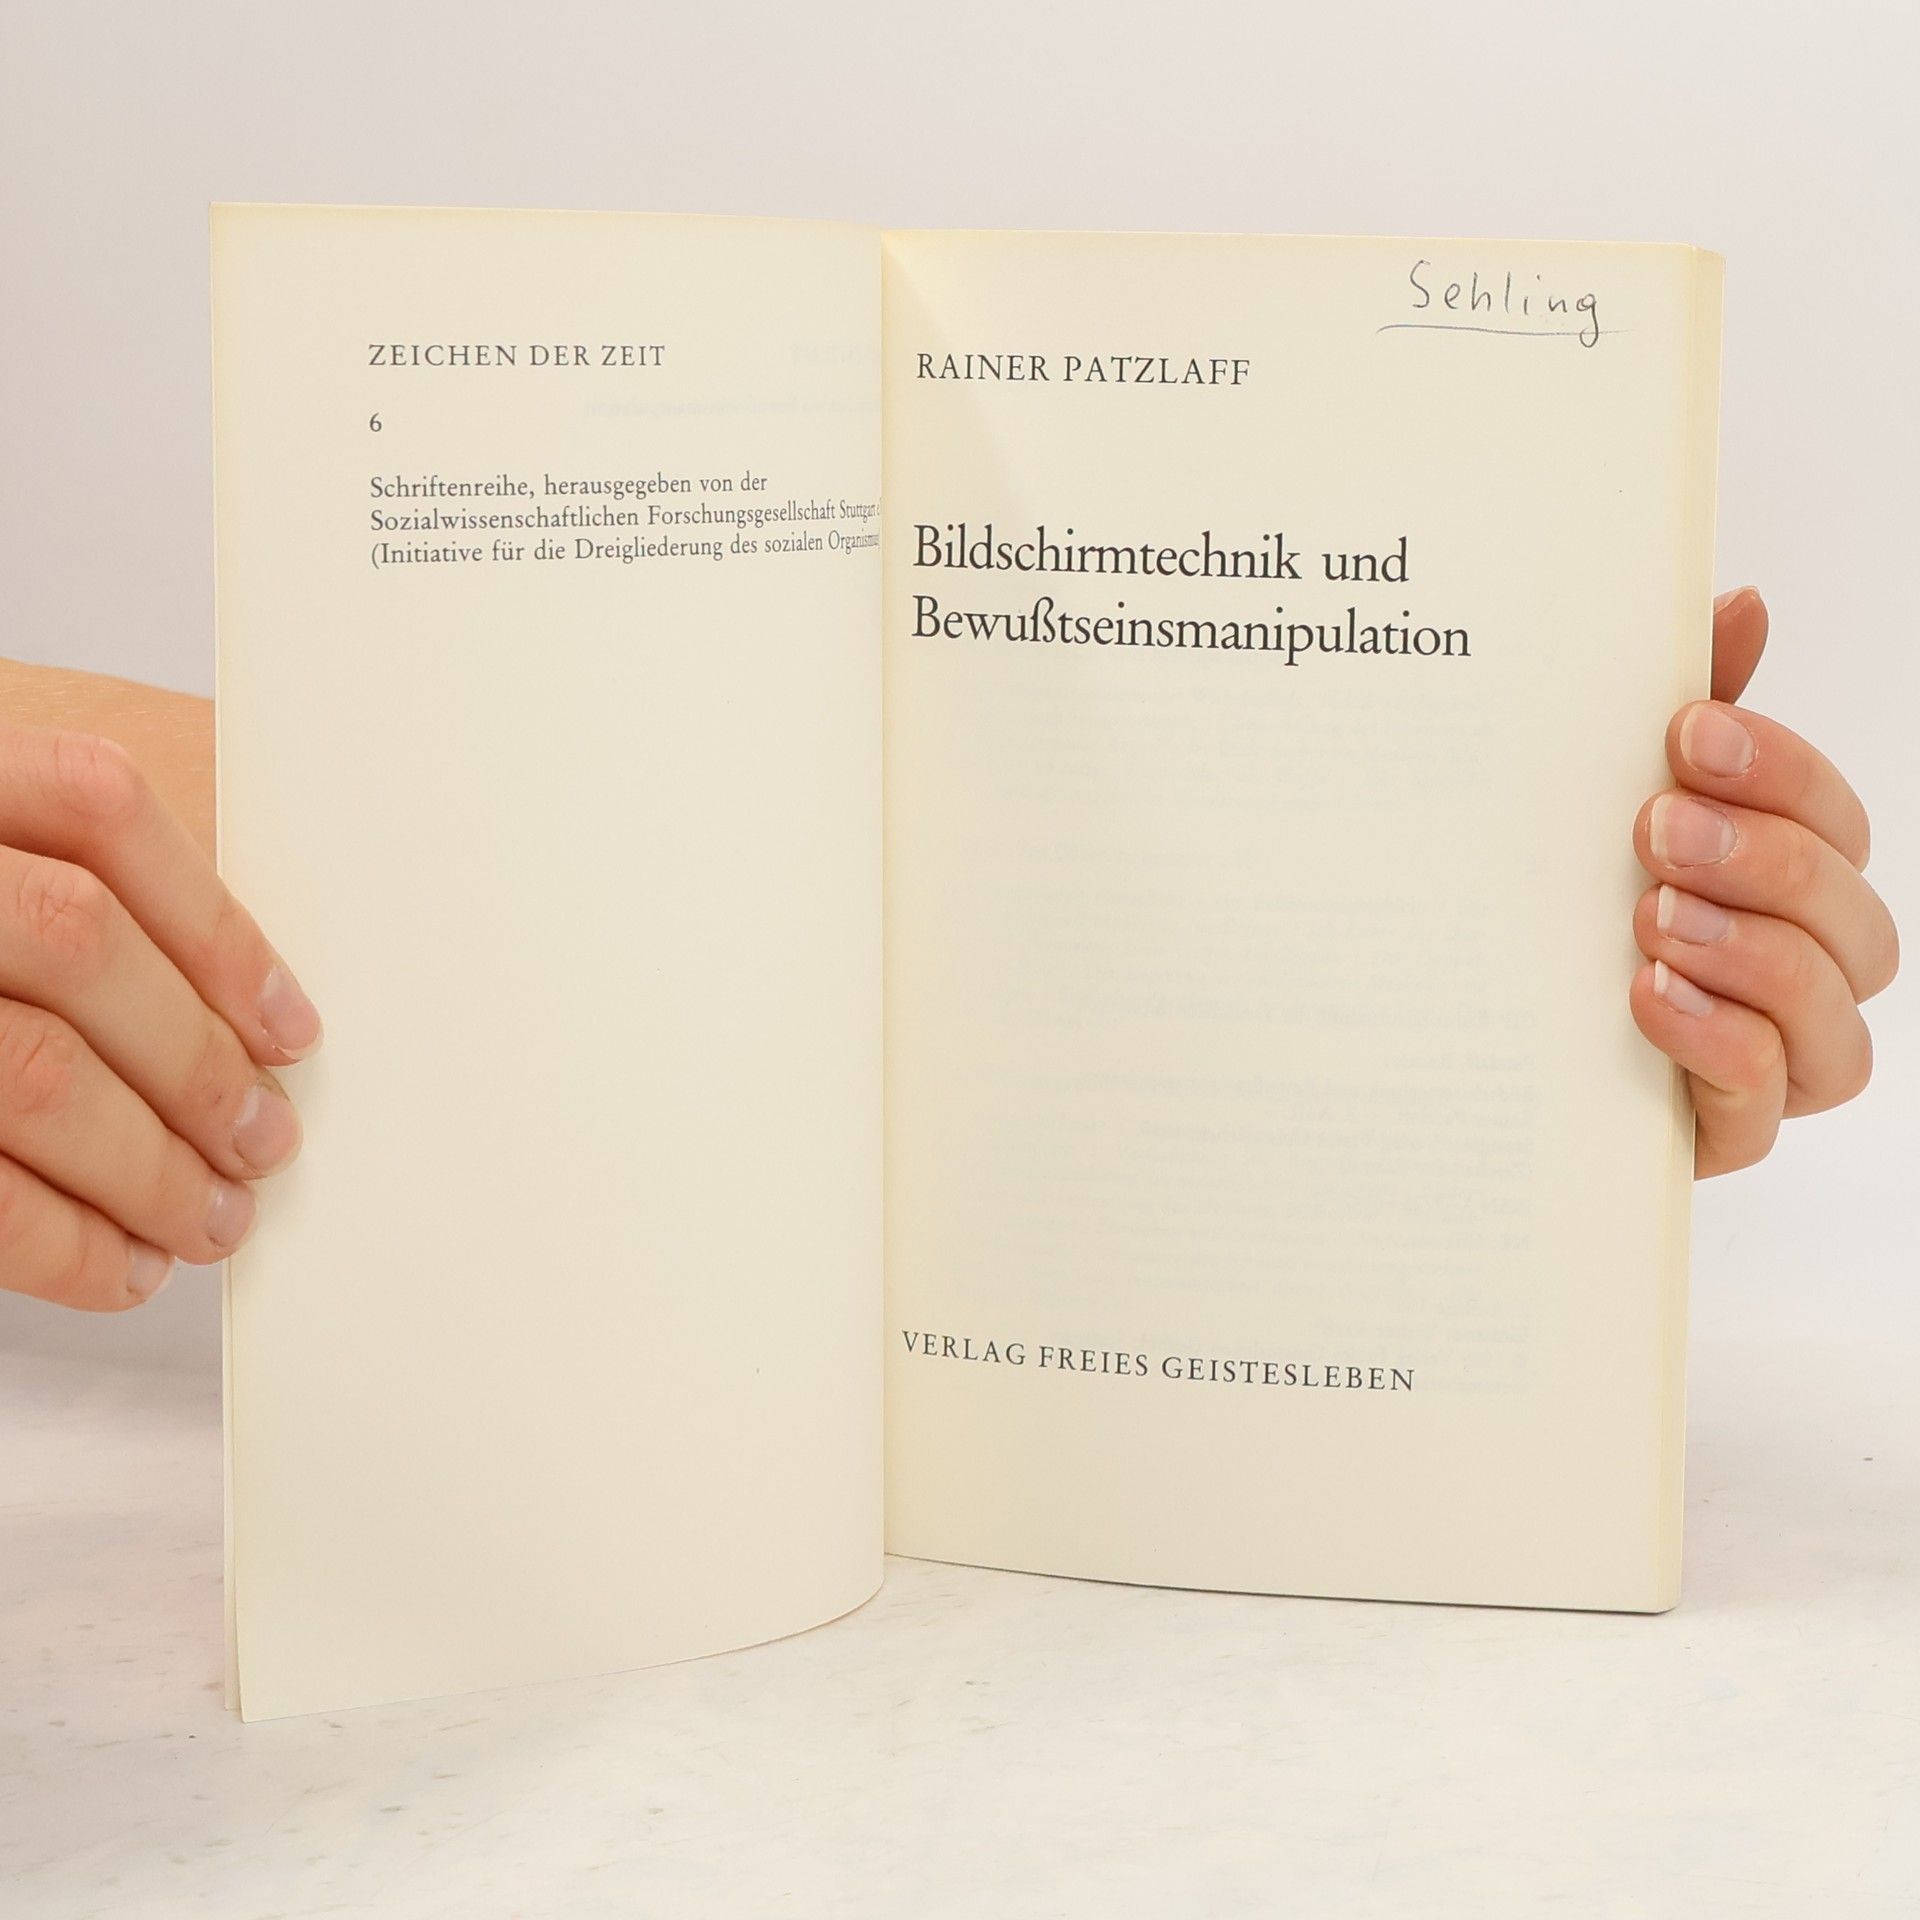 ZEICHEN DER ZEIT
6
Schriftenreihe, herausgegeben von der
Sozialwissenschaftlichen Forschungsgesellschaft Stuttgart
(Initiative für die Dreigliederung des sozialen
Sehling
RAINER PATZLAFF
Bildschirmtechnik und
Bewußtseinsmanipulation
VERLAG FREIES GEISTESLEBEN